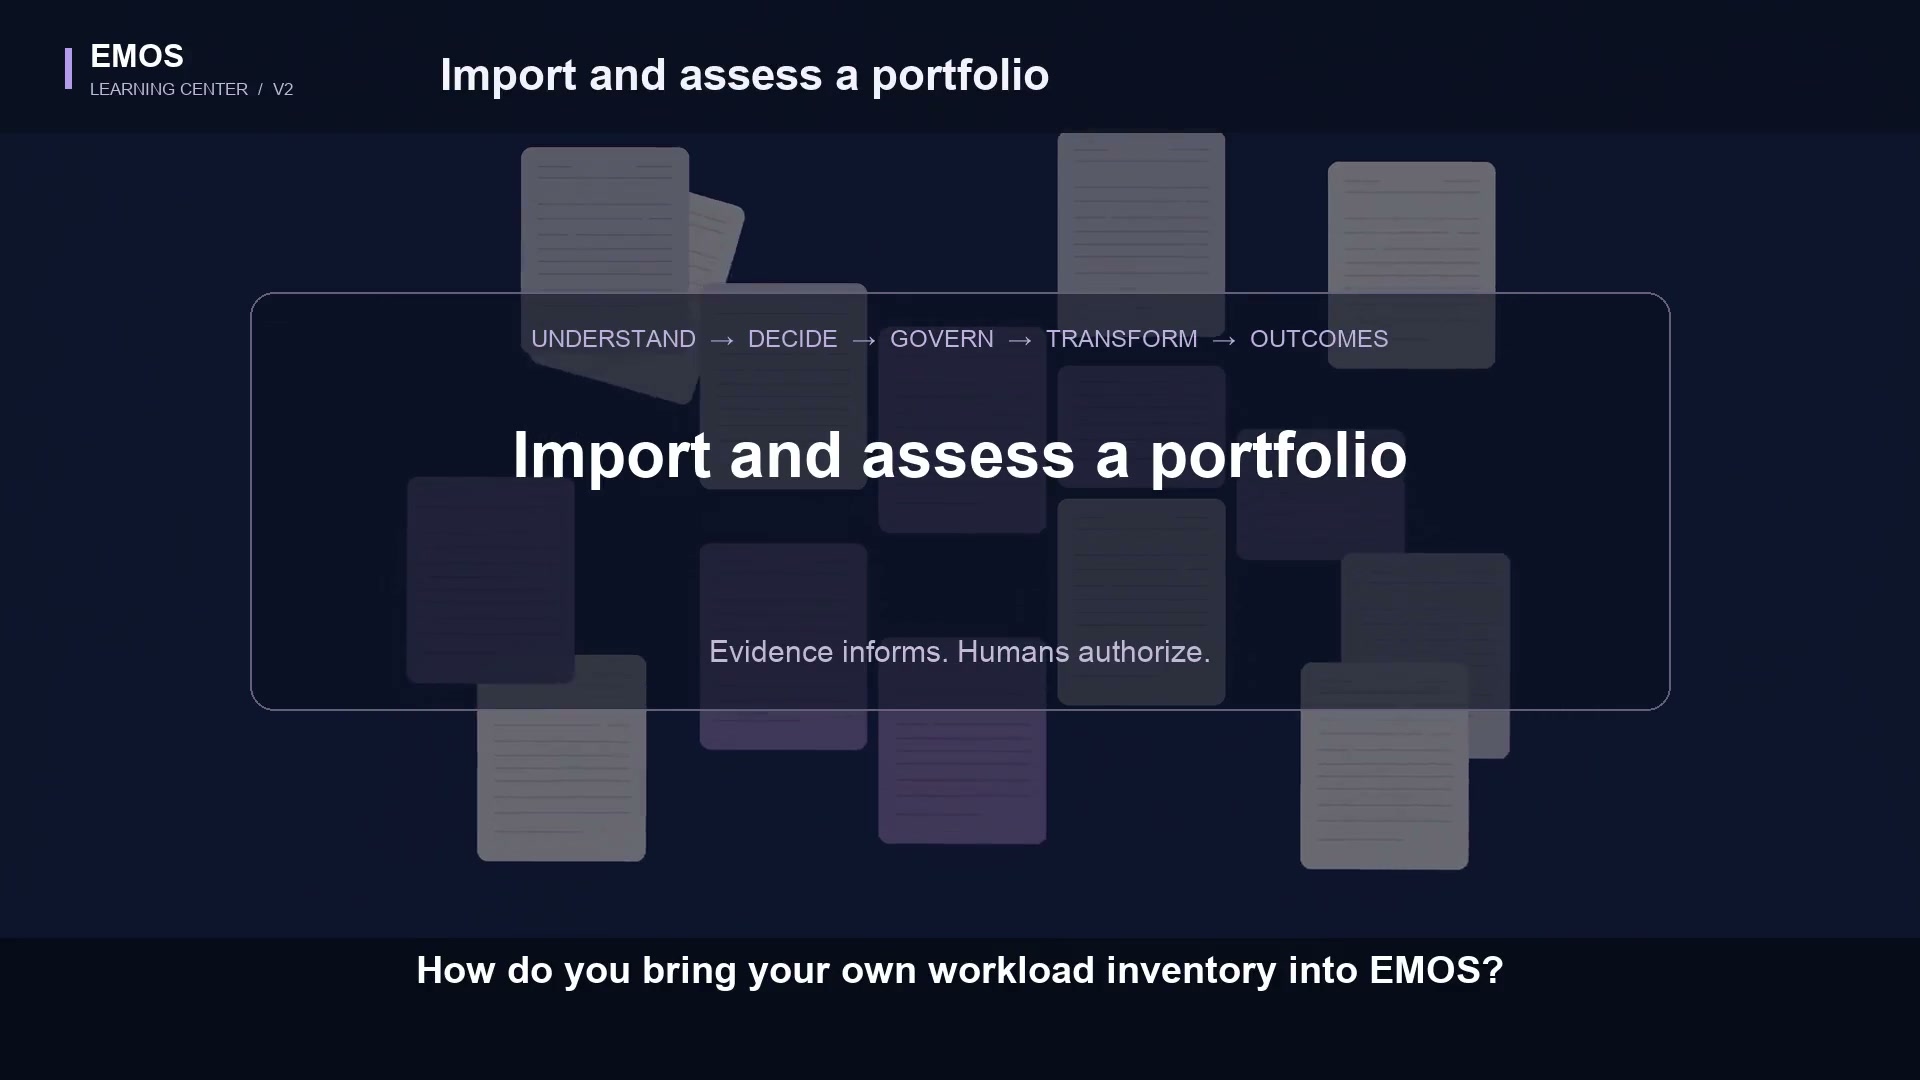 EMOS
LEARNING CENTER / V2
Import and assess a portfolio
UNDERSTAND → DECIDE → GOVERN → TRANSFORM → OUTCOMES
Import and assess a portfolio
Evidence informs. Humans authorize.
How do you bring your own workload inventory into EMOS?